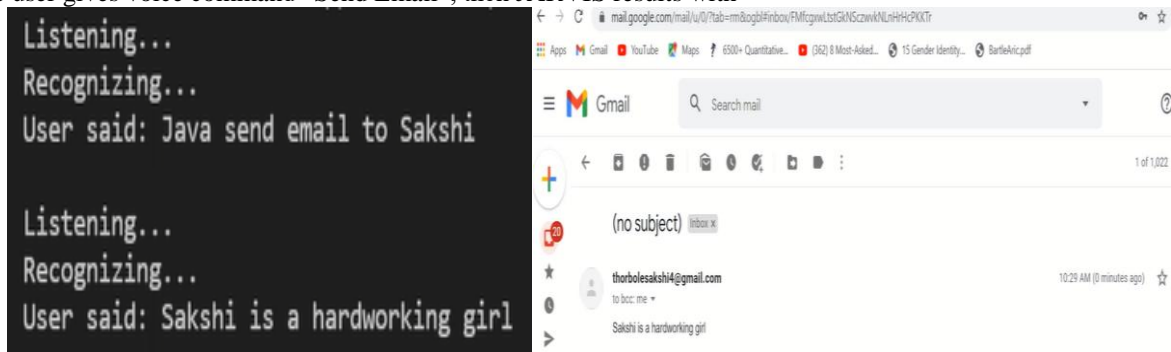 Listening...
Recognizing...
User said: Java send email to Sakshi
Listening...
Recognizing...
User said: Sakshi is a hardworking girl
mail.google.com/mail/u/0/?tab=rm&ogbl#inbox/
Apps Gmail YouTube Maps 6500+ Quantitative... (362) 8 Most-Asked... 15 Gender Identity... BartleAric.pdf
Gmail Search mail
1 of 1,022
(no subject) Inbox x
20
thorbolesakshi4@gmail.com 10:29 AM (0 minutes ago)
to bcc: me
Sakshi is a hardworking girl